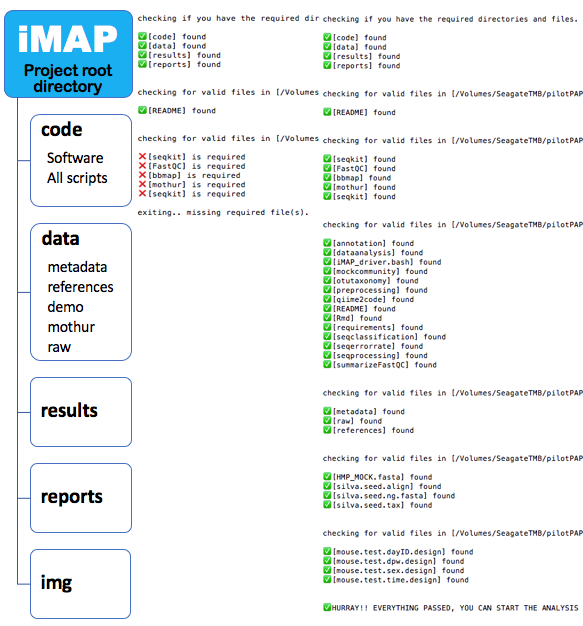 iMAP
Project root
directory
code
Software
All scripts
data
metadata
references
demo
mothur
raw
results
reports
img
checking if you have the required dir
[code] found
[data] found
[results] found
[reports] found
checking for valid files in [/Volumes
[README] found
checking for valid files in [/Volumes
[seqkit] is required
[FastQC] is required
[bbmap] is required
[mothur] is required
[seqkit] is required
exiting.. missing required file(s).
checking if you have the required directories and files.
[code] found
[data] found
[results] found
[reports] found
checking for valid files in [/Volumes/SeagateTMB/pilotPAP
[README] found
checking for valid files in [/Volumes/SeagateTMB/pilotPAP
[seqkit] found
[FastQC] found
[bbmap] found
[mothur] found
[seqkit] found
checking for valid files in [/Volumes/SeagateTMB/pilotPAP
[annotation] found
[dataanalysis] found
[iMAP_driver.bash] found
[mockcommunity] found
[otutaxonomy] found
[preprocessing] found
[qiime2code] found
[README] found
[Rmd] found
[requirements] found
[seqclassification] found
[seqerrorrate] found
[seqprocessing] found
[summarizeFastQC] found
checking for valid files in [/Volumes/SeagateTMB/pilotPAP
[metadata] found
[raw] found
[references] found
checking for valid files in [/Volumes/SeagateTMB/pilotPAP
[HMP_MOCK.fasta] found
[silva.seed.align] found
[silva.seed.ng.fasta] found
[silva.seed.tax] found
checking for valid files in [/Volumes/SeagateTMB/pilotPAP
[mouse.test.dayID.design] found
[mouse.test.dpw.design] found
[mouse.test.sex.design] found
[mouse.test.time.design] found
HURRAY!! EVERYTHING PASSED, YOU CAN START THE ANALYSIS